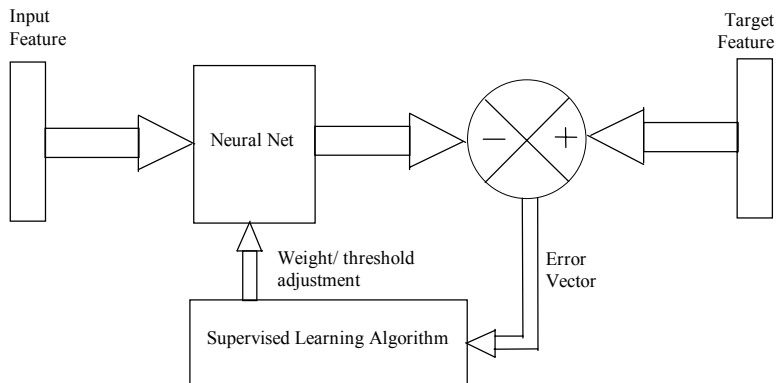 Input
Feature
Target
Feature
Neural Net
− +
Weight/ threshold
adjustment
Error
Vector
Supervised Learning Algorithm